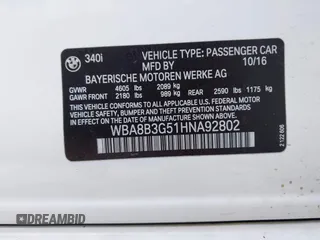 340i VEHICLE TYPE: PASSENGER CAR
10/16
BAYERISCHE MOTOREN WERKE AG
GVWR 4605 lbs 2089 kg
GAWR FRONT 2180 lbs 989 kg REAR 2590 lbs 1175 kg
THIS VEHICLE CONFORMS TO ALL APPLICABLE U.S. FEDERAL MOTOR
VEHICLE SAFETY, BUMPER, AND THEFT PREVENTION STANDARDS IN EFFECT
ON THE DATE OF MANUFACTURE SHOWN ABOVE.
WBA8B3G51HNA92802
DREAMBID